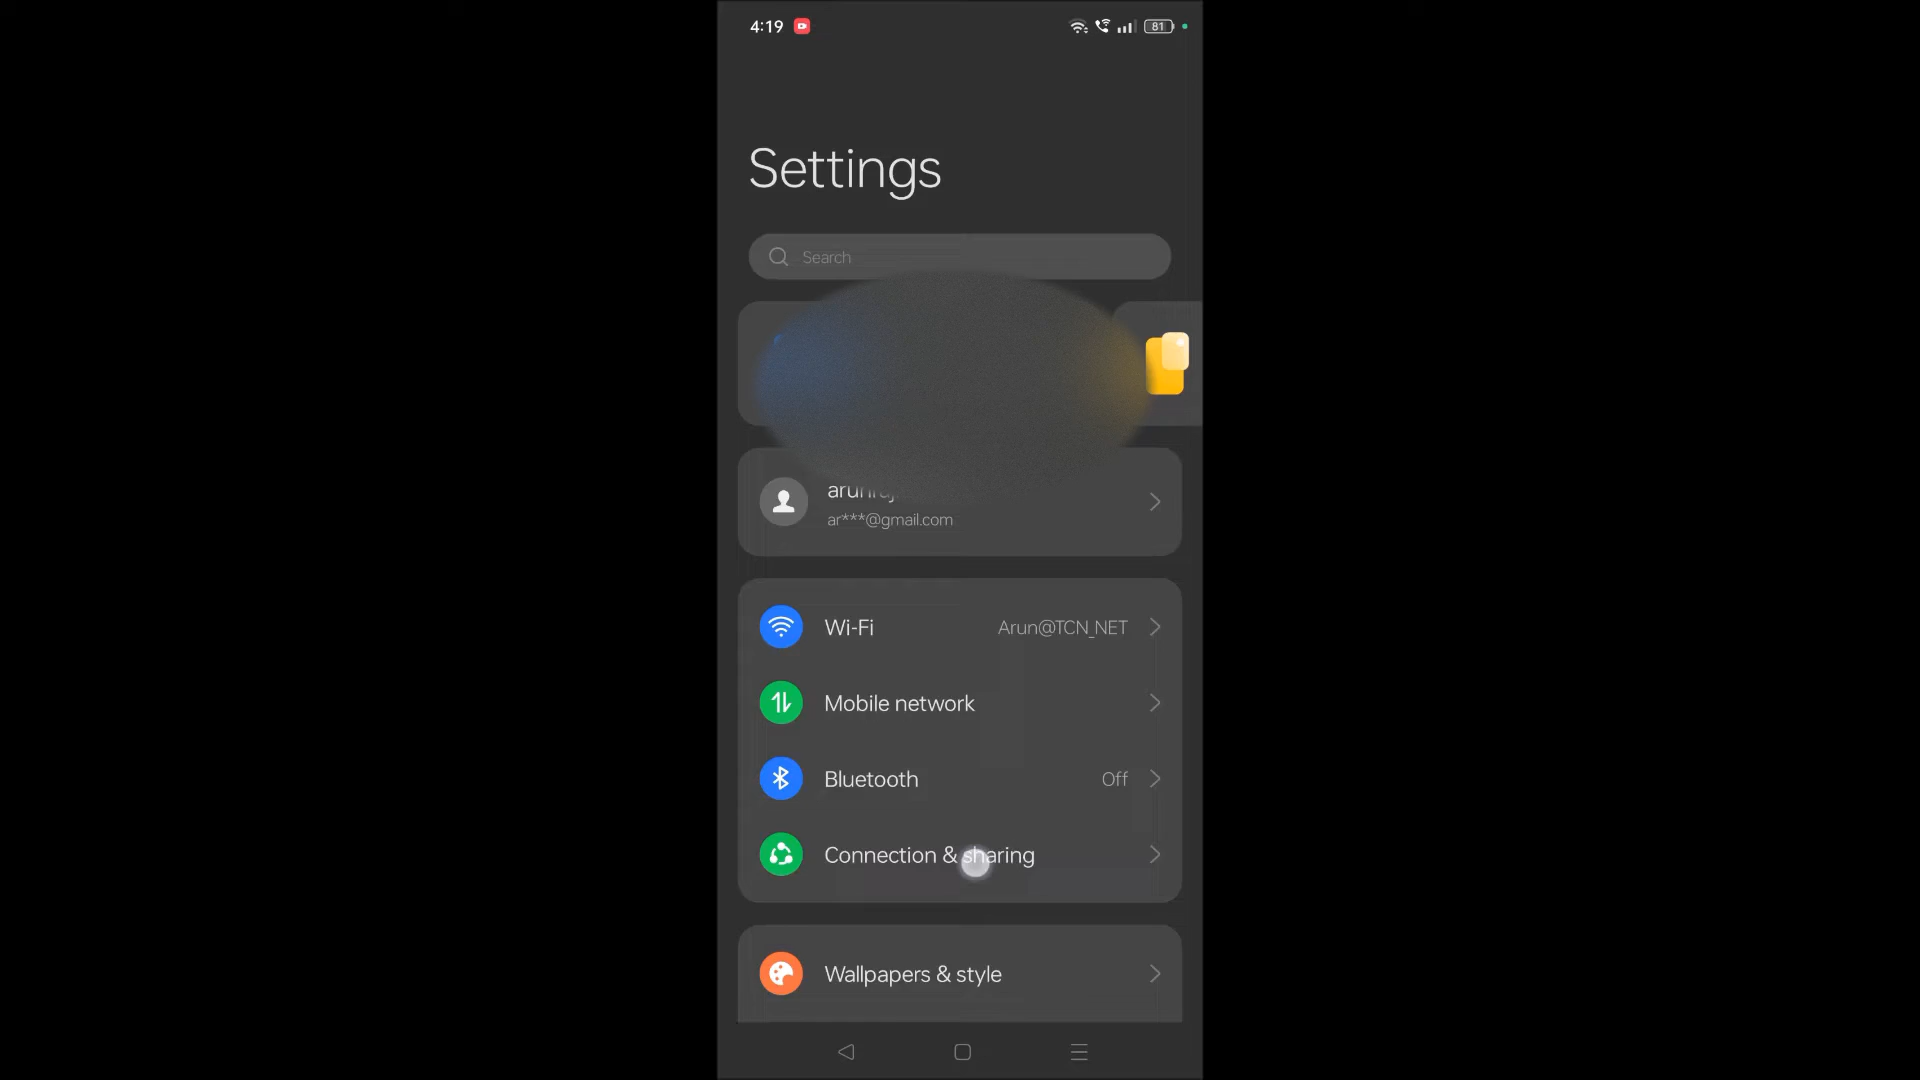 4:19
81
Settings
Search
ar***@gmail.com
Wi-Fi Arun@TCN_NET
Mobile network
Bluetooth Off
Connection & sharing
Wallpapers & style